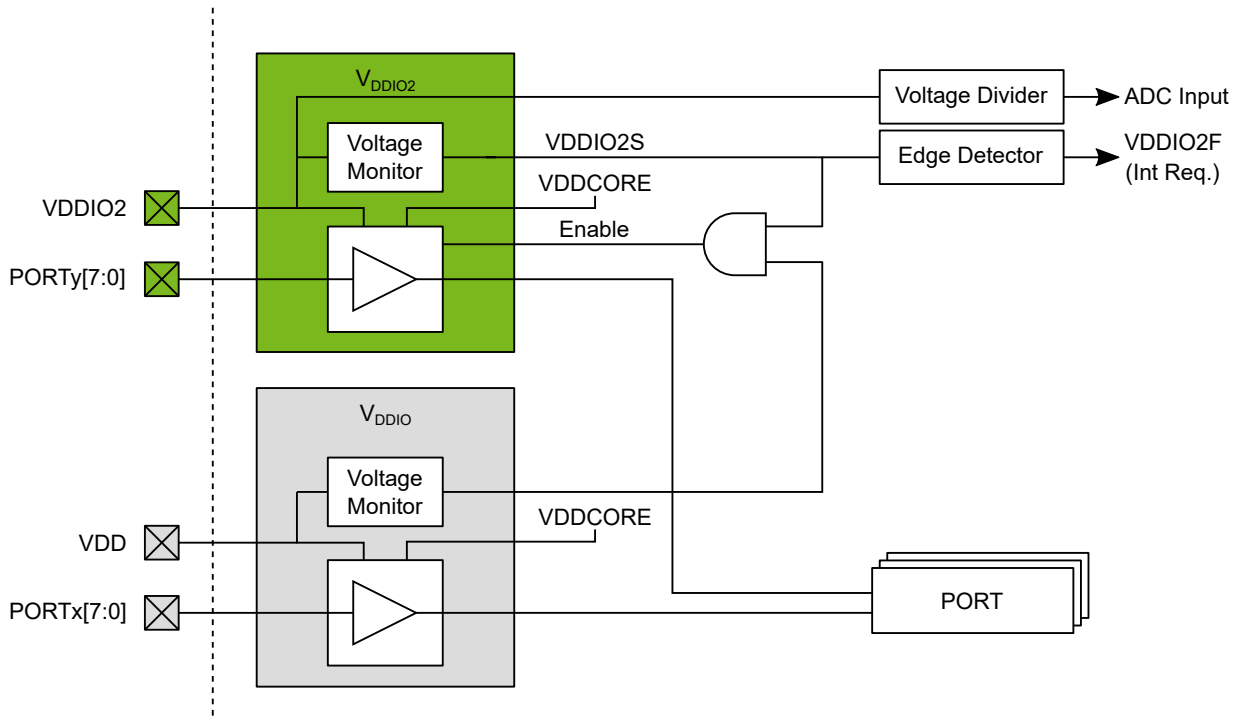 VDDIO2
Voltage Divider
ADC Input
Voltage
Monitor
VDDIO2S
Edge Detector
VDDIO2F
(Int Req.)
VDDCORE
VDDIO2
Enable
PORTy[7:0]
VDDIO
Voltage
Monitor
VDDCORE
VDD
PORTx[7:0]
PORT